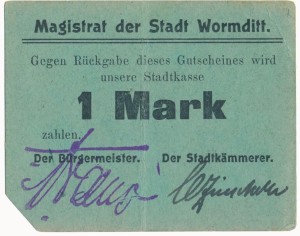 Magistrat der Stadt Wormditt.
Gegen Rückgabe dieses Gutscheines wird
unsere Stadtkasse
1 Mark
zahlen.
Der Bürgermeister. Der Stadtkämmerer.